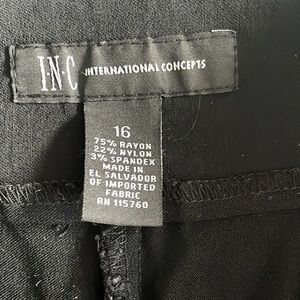 I·N·C INTERNATIONAL CONCEPTS
16
75% RAYON
22% NYLON
3% SPANDEX
MADE IN
EL SALVADOR
OF IMPORTED
FABRIC
RN 115760